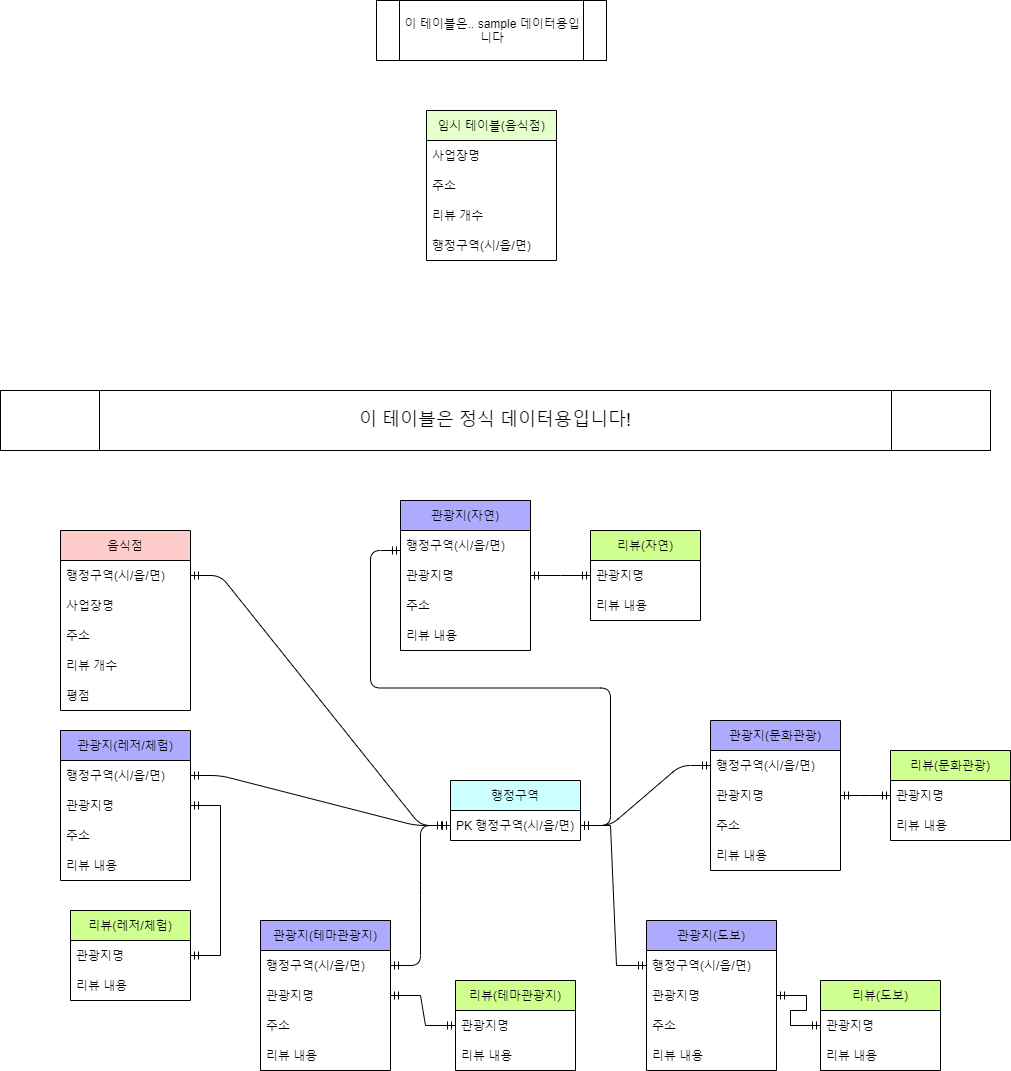 이 테이블은.. sample 데이터용입
니다
임시 테이블(음식점)
사업장명
주소
리뷰 개수
행정구역(시/읍/면)
이 테이블은 정식 데이터용입니다!
관광지(자연)
행정구역(시/읍/면)
관광지명
주소
리뷰 내용
리뷰(자연)
관광지명
리뷰 내용
음식점
행정구역(시/읍/면)
사업장명
주소
리뷰 개수
평점
관광지(레저/체험)
행정구역(시/읍/면)
관광지명
주소
리뷰 내용
행정구역
PK 행정구역(시/읍/면)
관광지(문화관광)
행정구역(시/읍/면)
관광지명
주소
리뷰 내용
리뷰(문화관광)
관광지명
리뷰 내용
리뷰(레저/체험)
관광지명
리뷰 내용
관광지(테마관광지)
행정구역(시/읍/면)
관광지명
주소
리뷰 내용
리뷰(테마관광지)
관광지명
리뷰 내용
관광지(도보)
행정구역(시/읍/면)
관광지명
주소
리뷰 내용
리뷰(도보)
관광지명
리뷰 내용